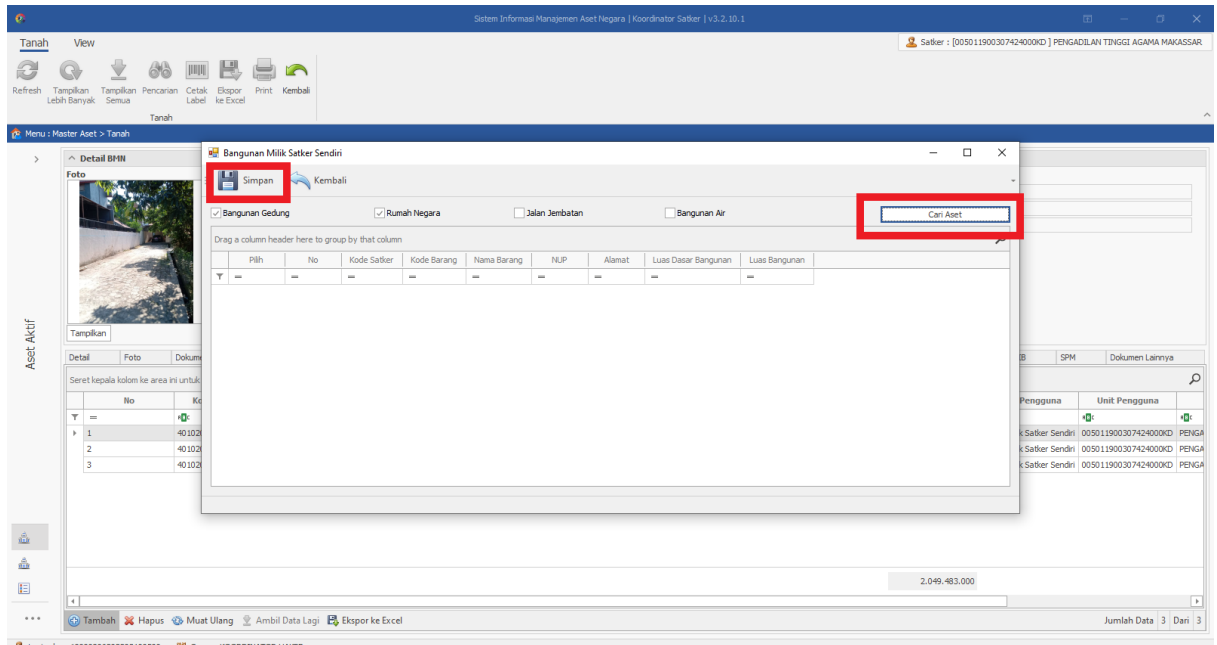 Sistem Informasi Manajemen Aset Negara | Koordinator Satker | v3.2.10.1
Tanah View
Satker : [005011900307424000KD ] PENGADILAN TINGGI AGAMA MAKASSAR
Refresh Tampilkan Lebih Banyak Tampilkan Semua Pencarian Cetak Label Ekspor ke Excel Print Kembali
Tanah
Menu : Master Aset > Tanah
Detail BMN
Foto
Tampilkan
Aset Aktif
Bangunan Milik Satker Sendiri
Simpan Kembali
Bangunan Gedung Rumah Negara Jalan Jembatan Bangunan Air Cari Aset
Drag a column header here to group by that column
Pilih No Kode Satker Kode Barang Nama Barang NUP Alamat Luas Dasar Bangunan Luas Bangunan
= = = = = = = = =
Detail Foto SPM Dokumen Lainnya
Seret kepala kolom ke area ini untuk
No Pengguna Unit Pengguna
=
1 40102 Satker Sendiri 005011900307424000KD PENGA
2 40102 Satker Sendiri 005011900307424000KD PENGA
3 40102 Satker Sendiri 005011900307424000KD PENGA
2.049.483.000
Tambah Hapus Muat Ulang Ambil Data Lagi Ekspor ke Excel Jumlah Data 3 Dari 3